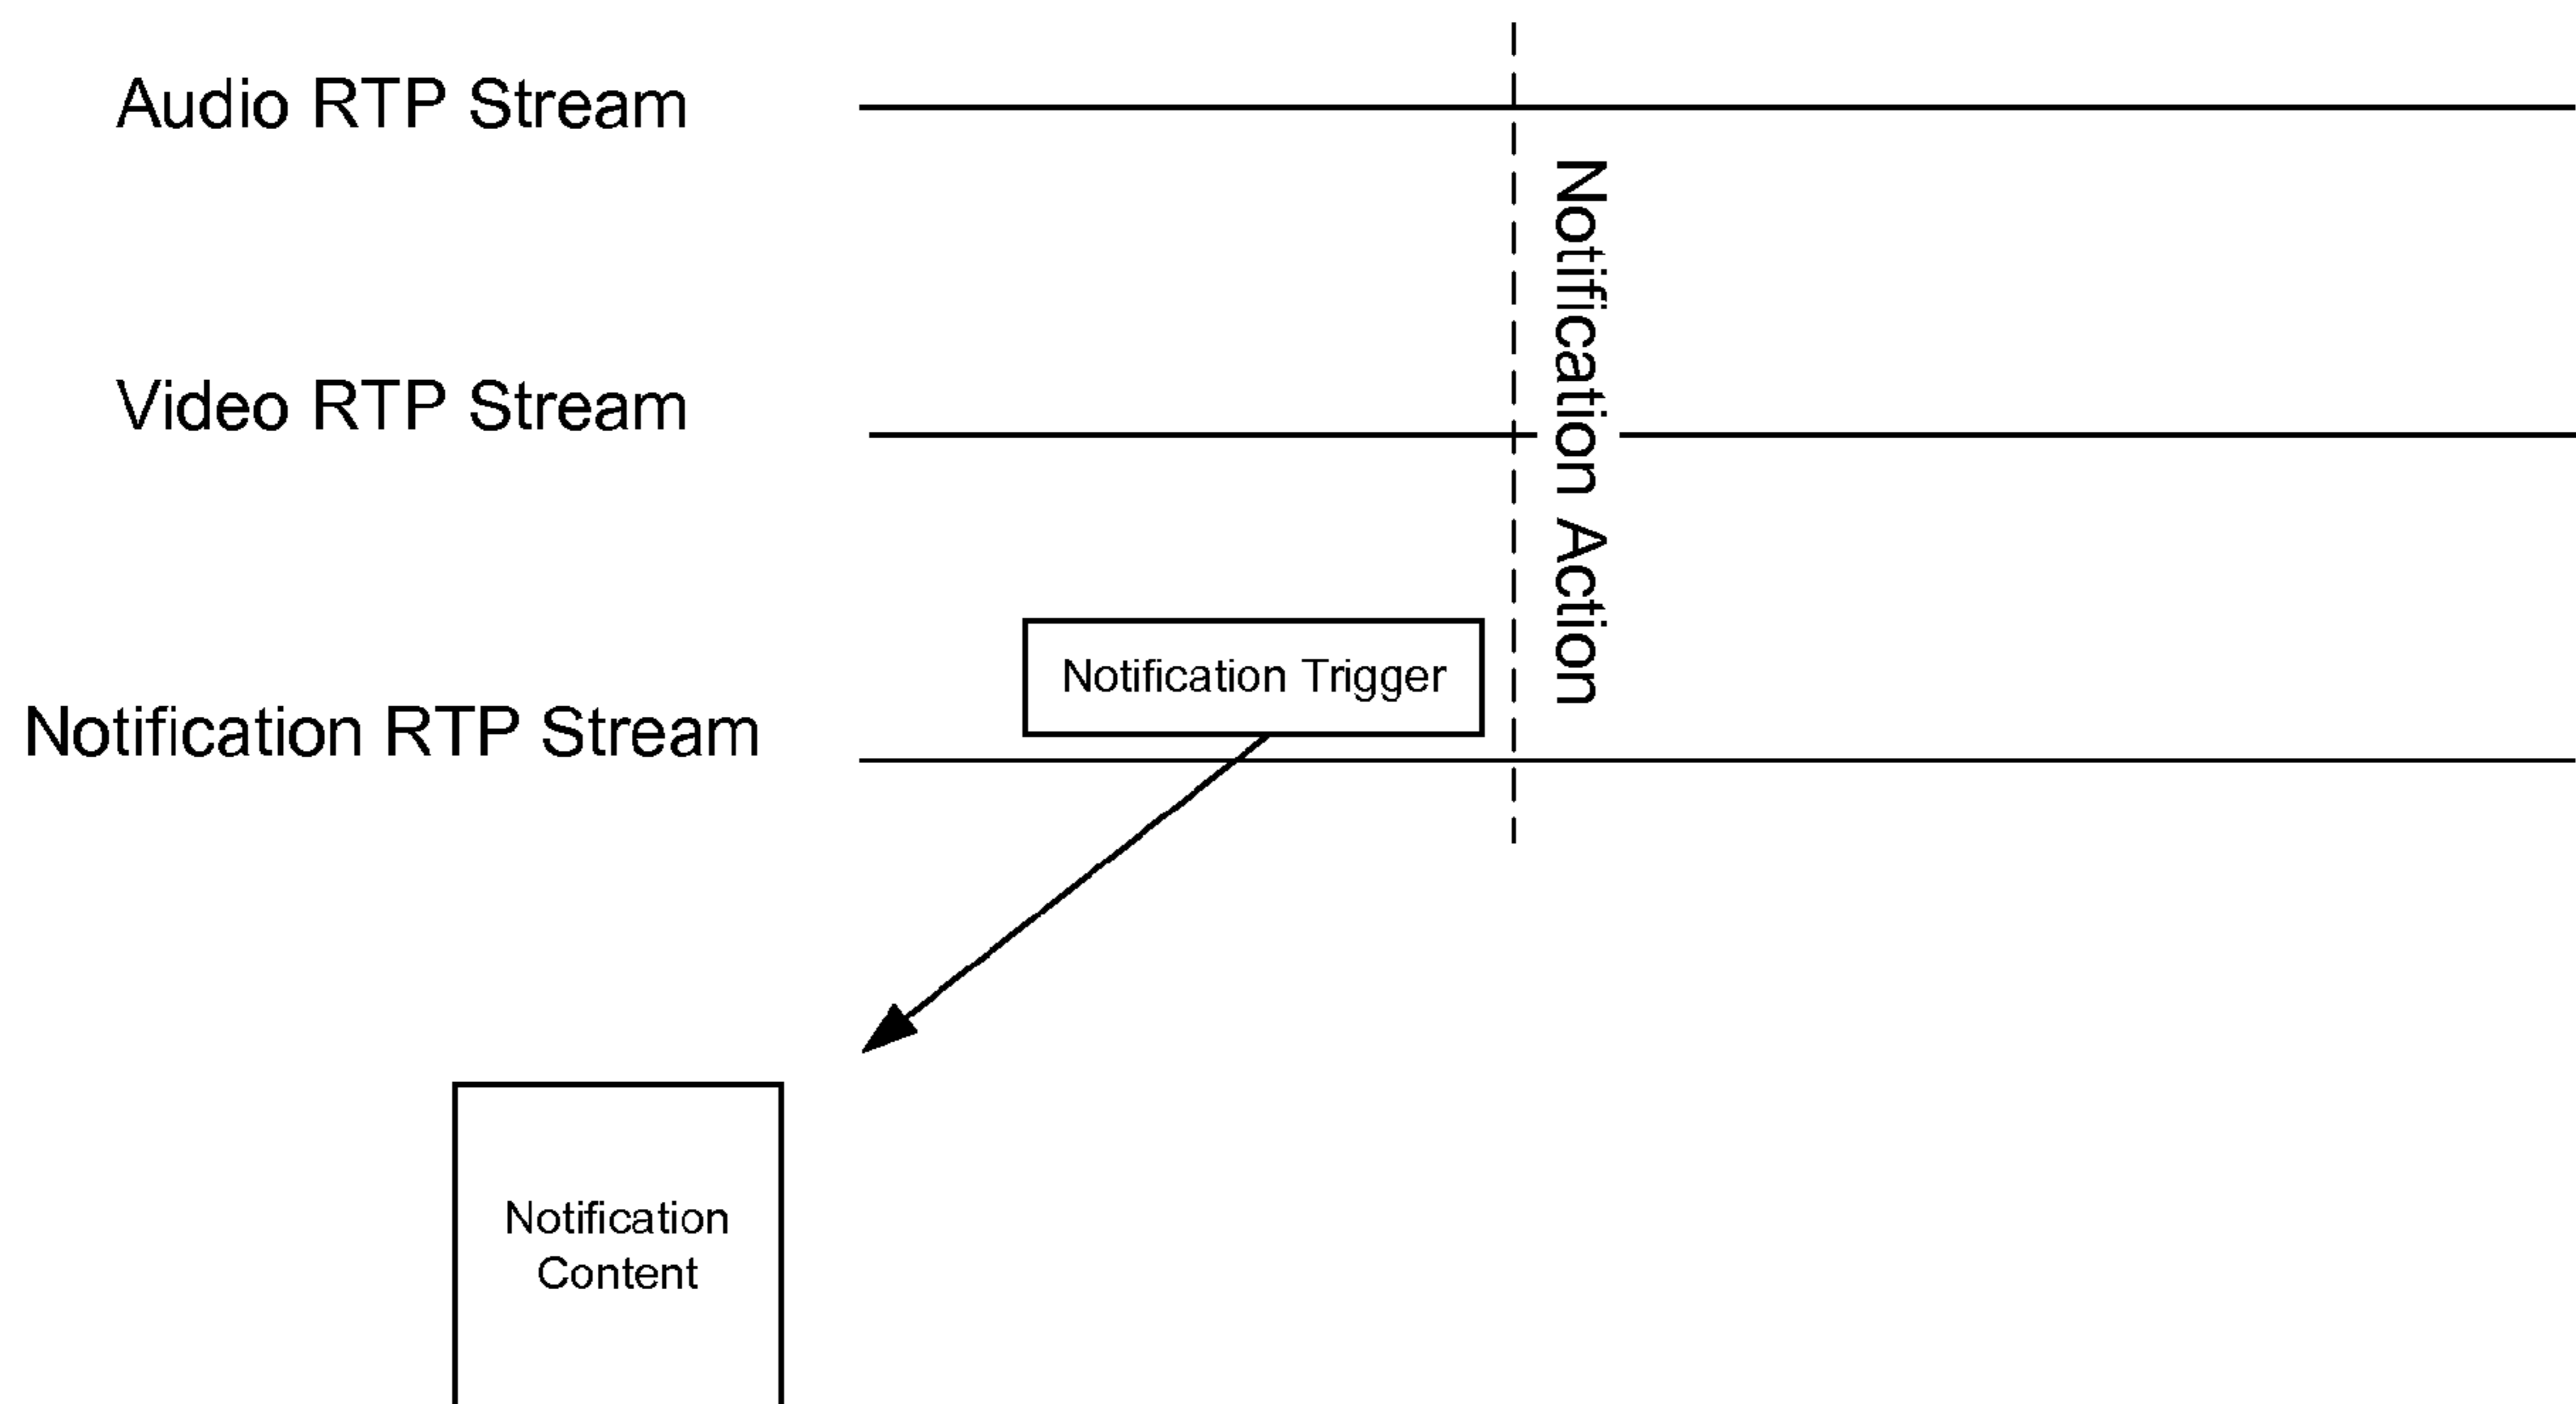 Audio RTP Stream
Notification Action
Video RTP Stream
Notification Trigger
Notification RTP Stream
Notification
Content